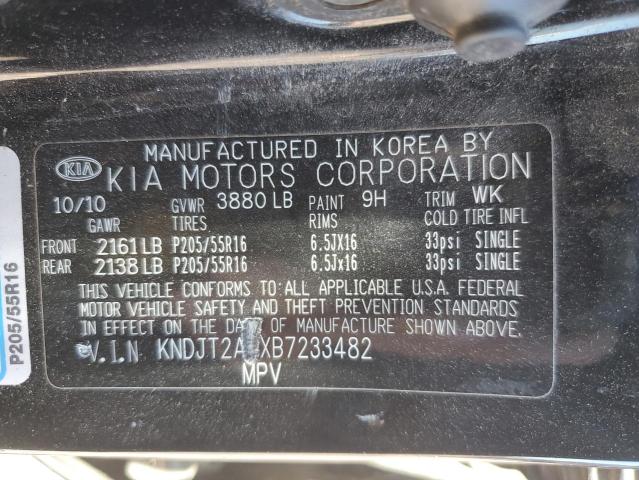 MANUFACTURED IN KOREA BY
KIA KIA MOTORS CORPORATION
10/10 GVWR 3880 LB PAINT 9H TRIM WK
GAWR TIRES RIMS COLD TIRE INFL
FRONT 2161 LB P205/55R16 6.5JX16 33psi SINGLE
REAR 2138 LB P205/55R16 6.5Jx16 33psi SINGLE
THIS VEHICLE CONFORMS TO ALL APPLICABLE U.S.A. FEDERAL
MOTOR VEHICLE SAFETY AND THEFT PREVENTION STANDARDS
IN EFFECT ON THE OF MANUFACTURE SHOWN ABOVE.
V.I.N
MPV
P205/55R16